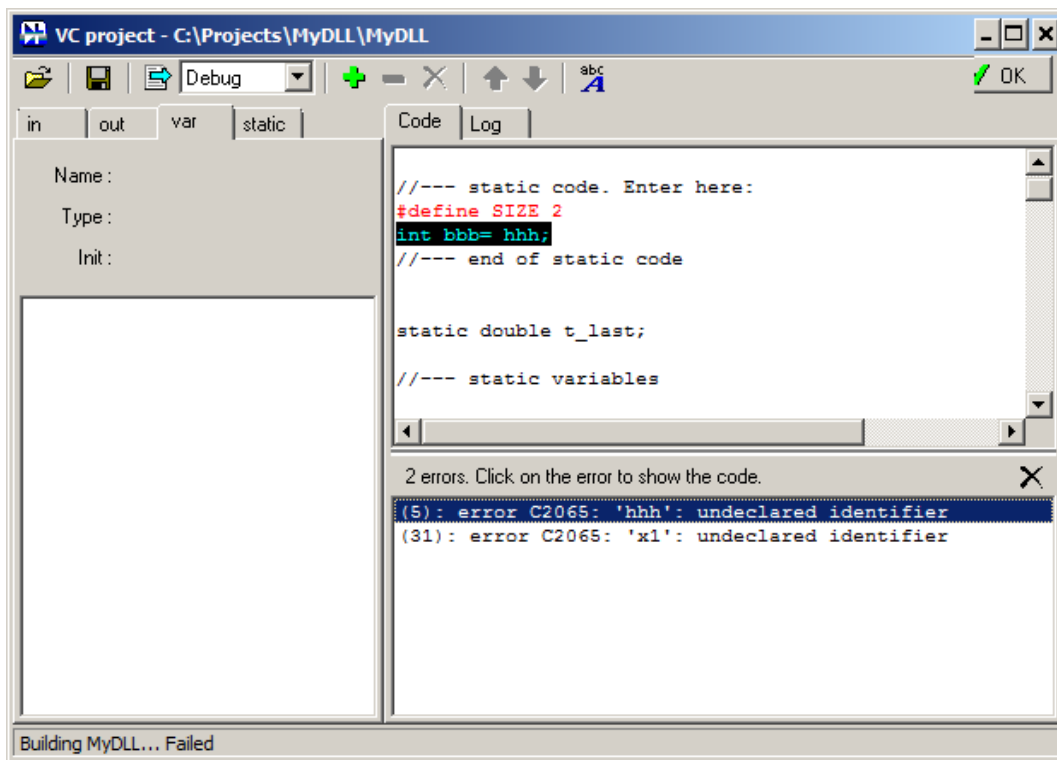 VC project - C:\Projects\MyDLL\MyDLL
Debug
abc
A
OK
in out var static
Name :
Type :
Init :
Code Log
//--- static code. Enter here:
#define SIZE 2
int bbb= hhh;
//--- end of static code
static double t_last;
//--- static variables
2 errors. Click on the error to show the code.
(5): error C2065: 'hhh': undeclared identifier
(31): error C2065: 'x1': undeclared identifier
Building MyDLL... Failed